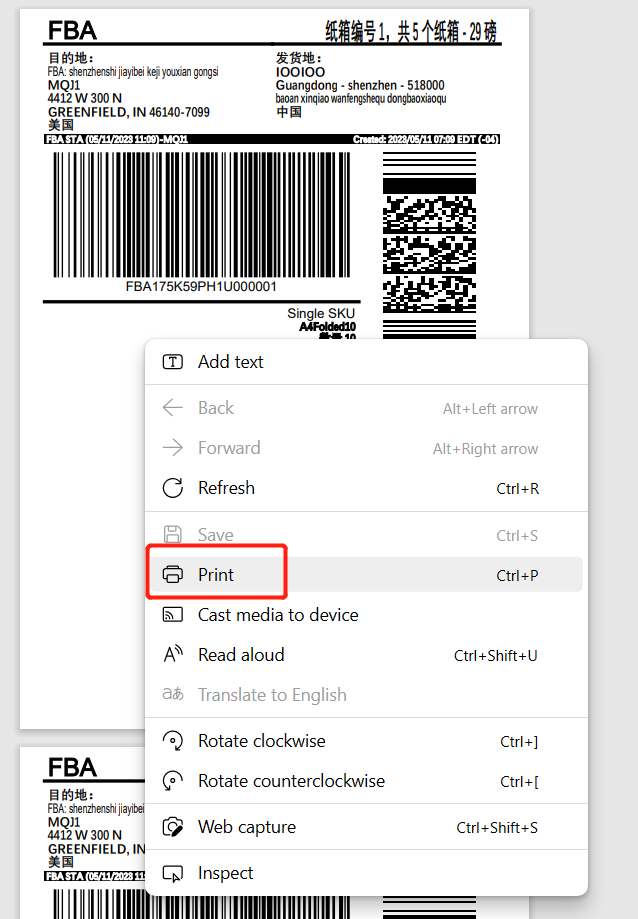 FBA
纸箱编号 1，共 5 个纸箱 - 29 磅
目的地：
FBA: shenzhenshi jiayibei keji youxian gongsi
MQJ1
4412 W 300 N
GREENFIELD, IN 46140-7099
美国
发货地：
IOOIOO
Guangdong - shenzhen - 518000
baoan xinqiao wanfengshequ dongbaoxiaoqu
中国
FBA STA (05/11/2023 11:09)-MQJ1
Created: 2023/05/11 07:09 EDT (-04)
FBA175K59PH1U000001
Single SKU
A4Folded10
数量 10
Add text
Back Alt+Left arrow
Forward Alt+Right arrow
Refresh Ctrl+R
Save Ctrl+S
Print Ctrl+P
Cast media to device
Read aloud Ctrl+Shift+U
Translate to English
Rotate clockwise Ctrl+]
Rotate counterclockwise Ctrl+[
Web capture Ctrl+Shift+S
Inspect
FBA
目的地：
FBA: shenzhenshi jiayibei
MQJ1
4412 W 300 N
GREENFIELD, IN
美国
FBA STA (05/11/2023 11